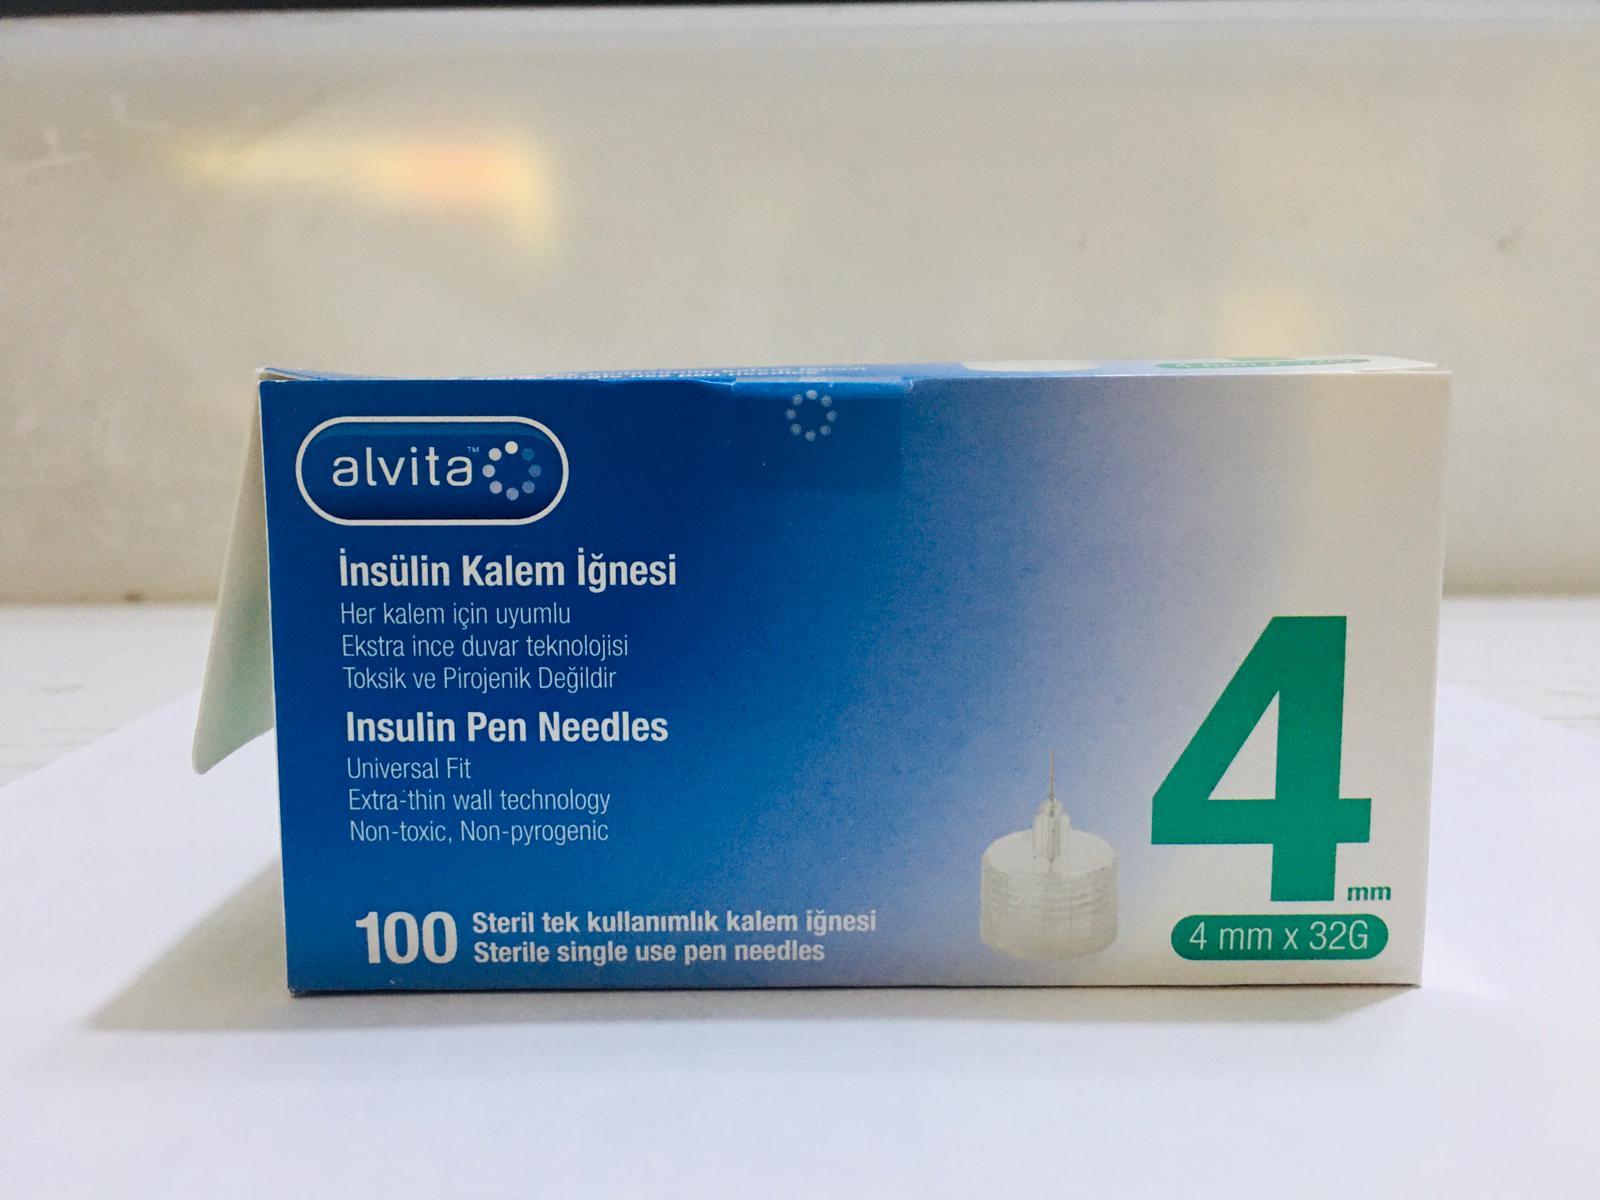 alvita™
İnsülin Kalem İğnesi
Her kalem için uyumlu
Ekstra ince duvar teknolojisi
Toksik ve Pirojenik Değildir
Insulin Pen Needles
Universal Fit
Extra-thin wall technology
Non-toxic, Non-pyrogenic
100 Steril tek kullanımlık kalem iğnesi
Sterile single use pen needles
4 mm
4 mm x 32G